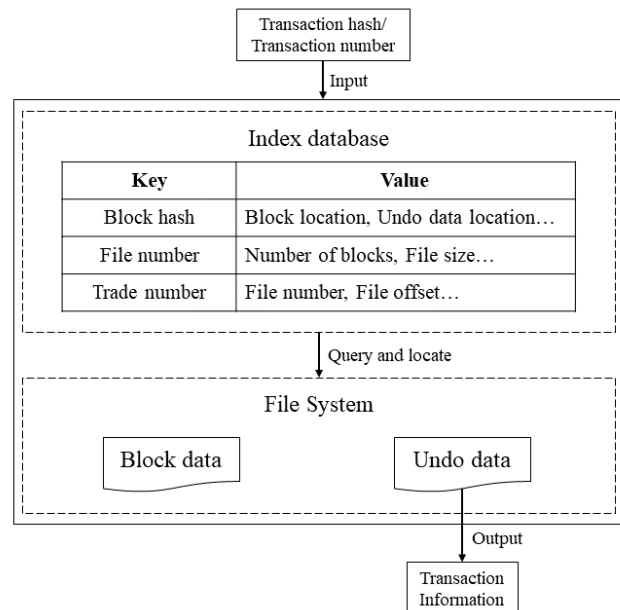 Transaction hash/
Transaction number
Input
Index database
Key Value
Block hash Block location, Undo data location…
File number Number of blocks, File size…
Trade number File number, File offset…
Query and locate
File System
Block data Undo data
Output
Transaction
Information